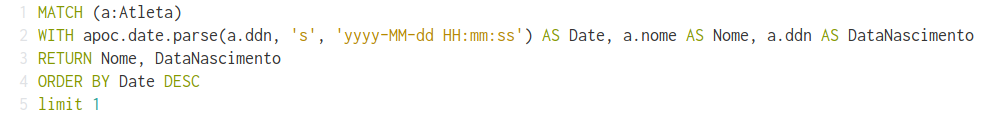 1 MATCH (a:Atleta)
2 WITH apoc.date.parse(a.ddn, 's', 'yyyy-MM-dd HH:mm:ss') AS Date, a.nome AS Nome, a.ddn AS DataNascimento
3 RETURN Nome, DataNascimento
4 ORDER BY Date DESC
5 limit 1